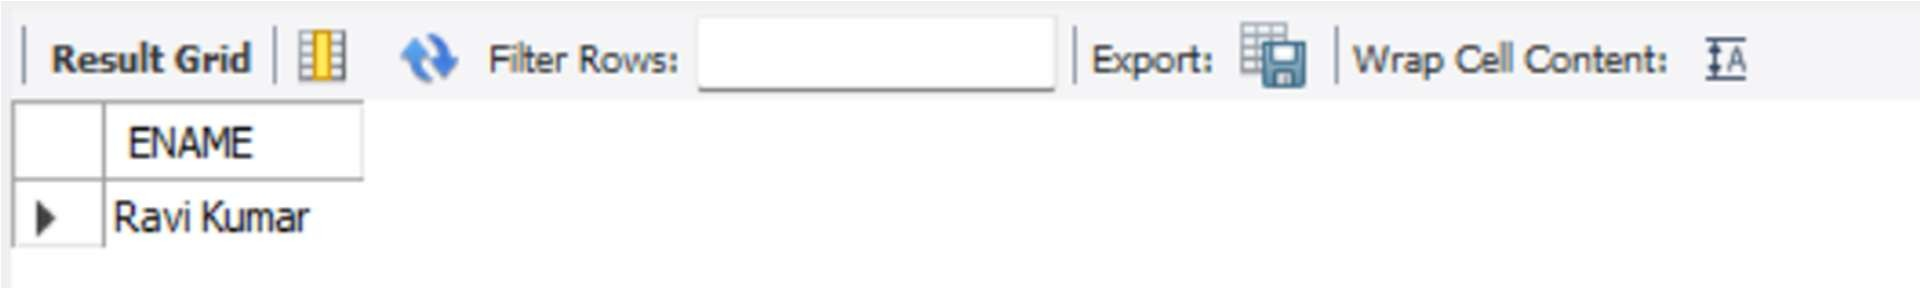 Result Grid Filter Rows: Export: Wrap Cell Content: A
ENAME
Ravi Kumar